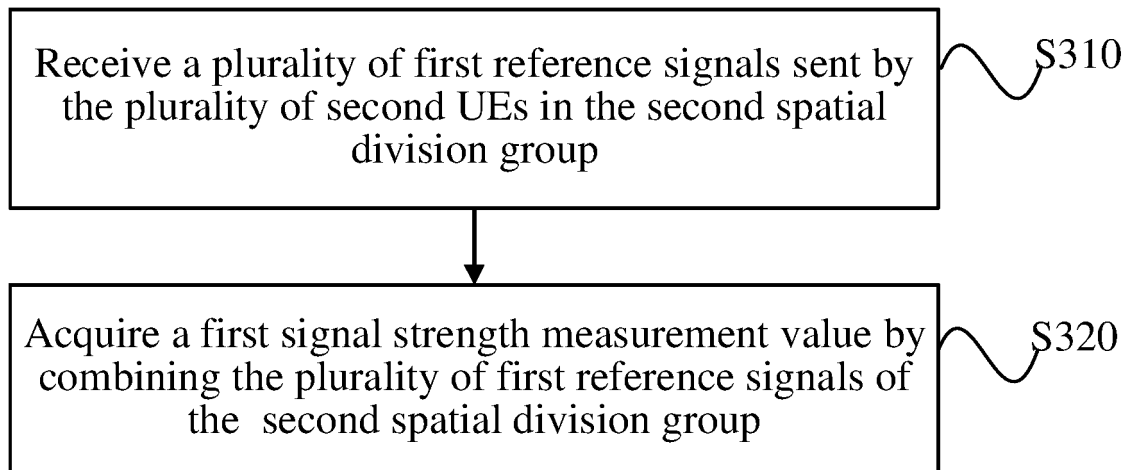 Receive a plurality of first reference signals sent by
the plurality of second UEs in the second spatial
division group
S310
Acquire a first signal strength measurement value by
combining the plurality of first reference signals of
the second spatial division group
S320